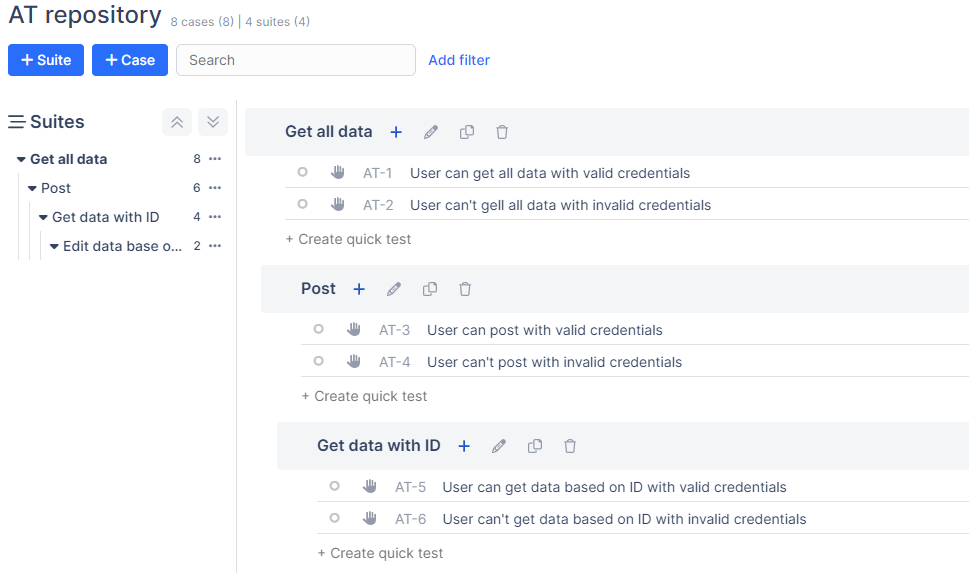 AT repository 8 cases (8) | 4 suites (4)
+ Suite + Case Search Add filter
Suites
Get all data 8
Post 6
Get data with ID 4
Edit data base o... 2
Get all data
AT-1 User can get all data with valid credentials
AT-2 User can't gell all data with invalid credentials
+ Create quick test
Post
AT-3 User can post with valid credentials
AT-4 User can't post with invalid credentials
+ Create quick test
Get data with ID
AT-5 User can get data based on ID with valid credentials
AT-6 User can't get data based on ID with invalid credentials
+ Create quick test